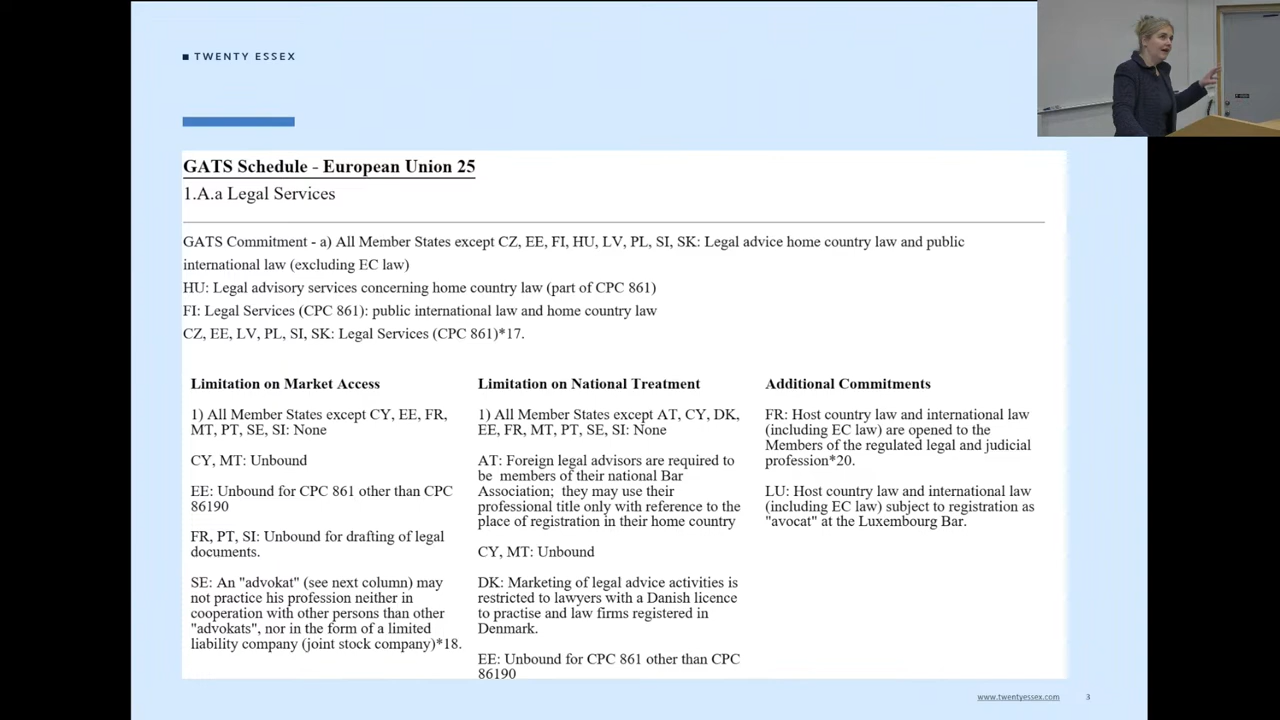 TWENTY ESSEX
GATS Schedule - European Union 25
1.A.a Legal Services
GATS Commitment - a) All Member States except CZ, EE, FI, HU, LV, PL, SI, SK: Legal advice home country law and public
international law (excluding EC law)
HU: Legal advisory services concerning home country law (part of CPC 861)
FI: Legal Services (CPC 861): public international law and home country law
CZ, EE, LV, PL, SI, SK: Legal Services (CPC 861)*17.
Limitation on Market Access
1) All Member States except CY, EE, FR,
MT, PT, SE, SI: None
CY, MT: Unbound
EE: Unbound for CPC 861 other than CPC
86190
FR, PT, SI: Unbound for drafting of legal
documents.
SE: An "advokat" (see next column) may
not practice his profession neither in
cooperation with other persons than other
"advokats", nor in the form of a limited
liability company (joint stock company)*18.
Limitation on National Treatment
1) All Member States except AT, CY, DK,
EE, FR, MT, PT, SE, SI: None
AT: Foreign legal advisors are required to
be members of their national Bar
Association; they may use their
professional title only with reference to the
place of registration in their home country
CY, MT: Unbound
DK: Marketing of legal advice activities is
restricted to lawyers with a Danish licence
to practise and law firms registered in
Denmark.
EE: Unbound for CPC 861 other than CPC
86190
Additional Commitments
FR: Host country law and international law
(including EC law) are opened to the
Members of the regulated legal and judicial
profession*20.
LU: Host country law and international law
(including EC law) subject to registration as
"avocat" at the Luxembourg Bar.
www.twentyessex.com
3